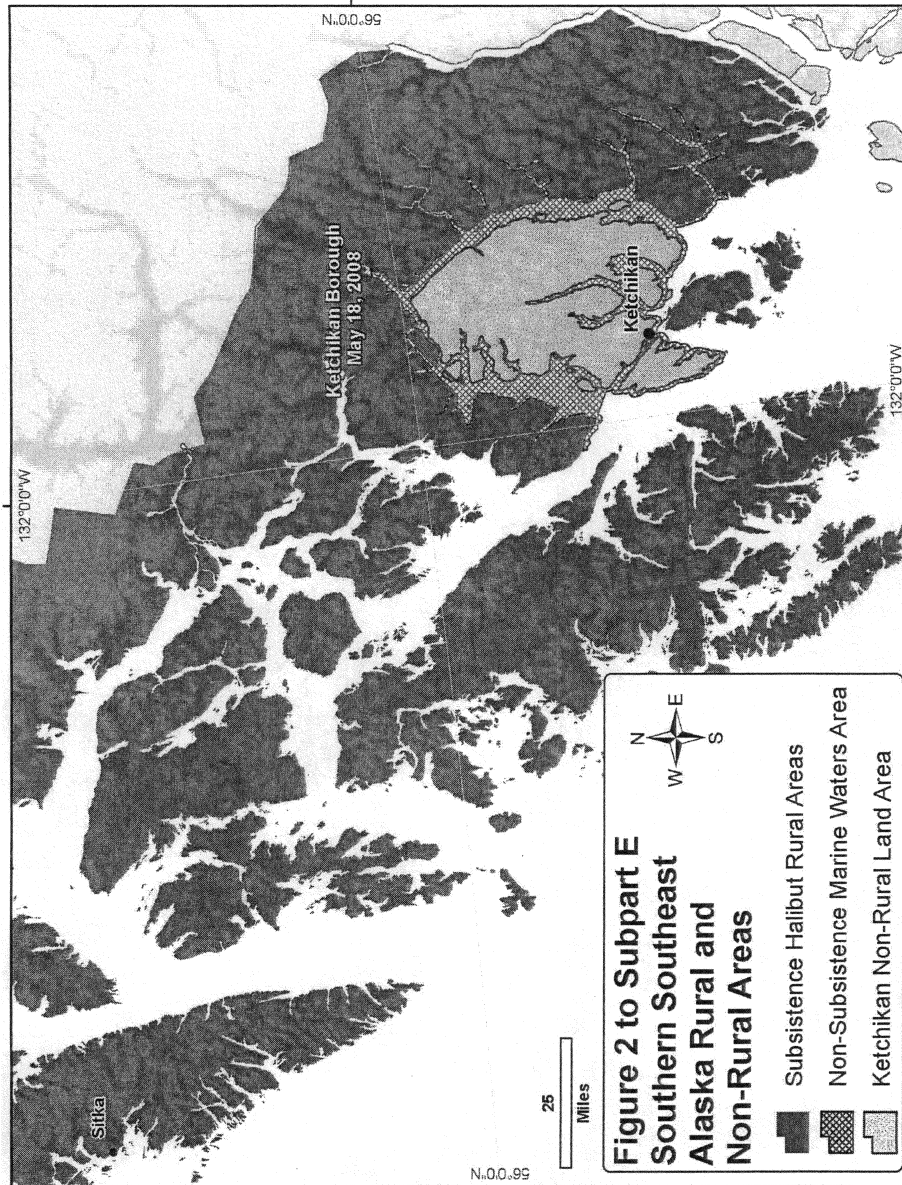 56°0'0"N
132°0'0"W
Ketchikan Borough
May 18, 2008
Ketchikan
Sitka
132°0'0"W
56°0'0"N
25
Miles
Figure 2 to Subpart E
Southern Southeast
Alaska Rural and
Non-Rural Areas
N
W E
S
Subsistence Halibut Rural Areas
Non-Subsistence Marine Waters Area
Ketchikan Non-Rural Land Area